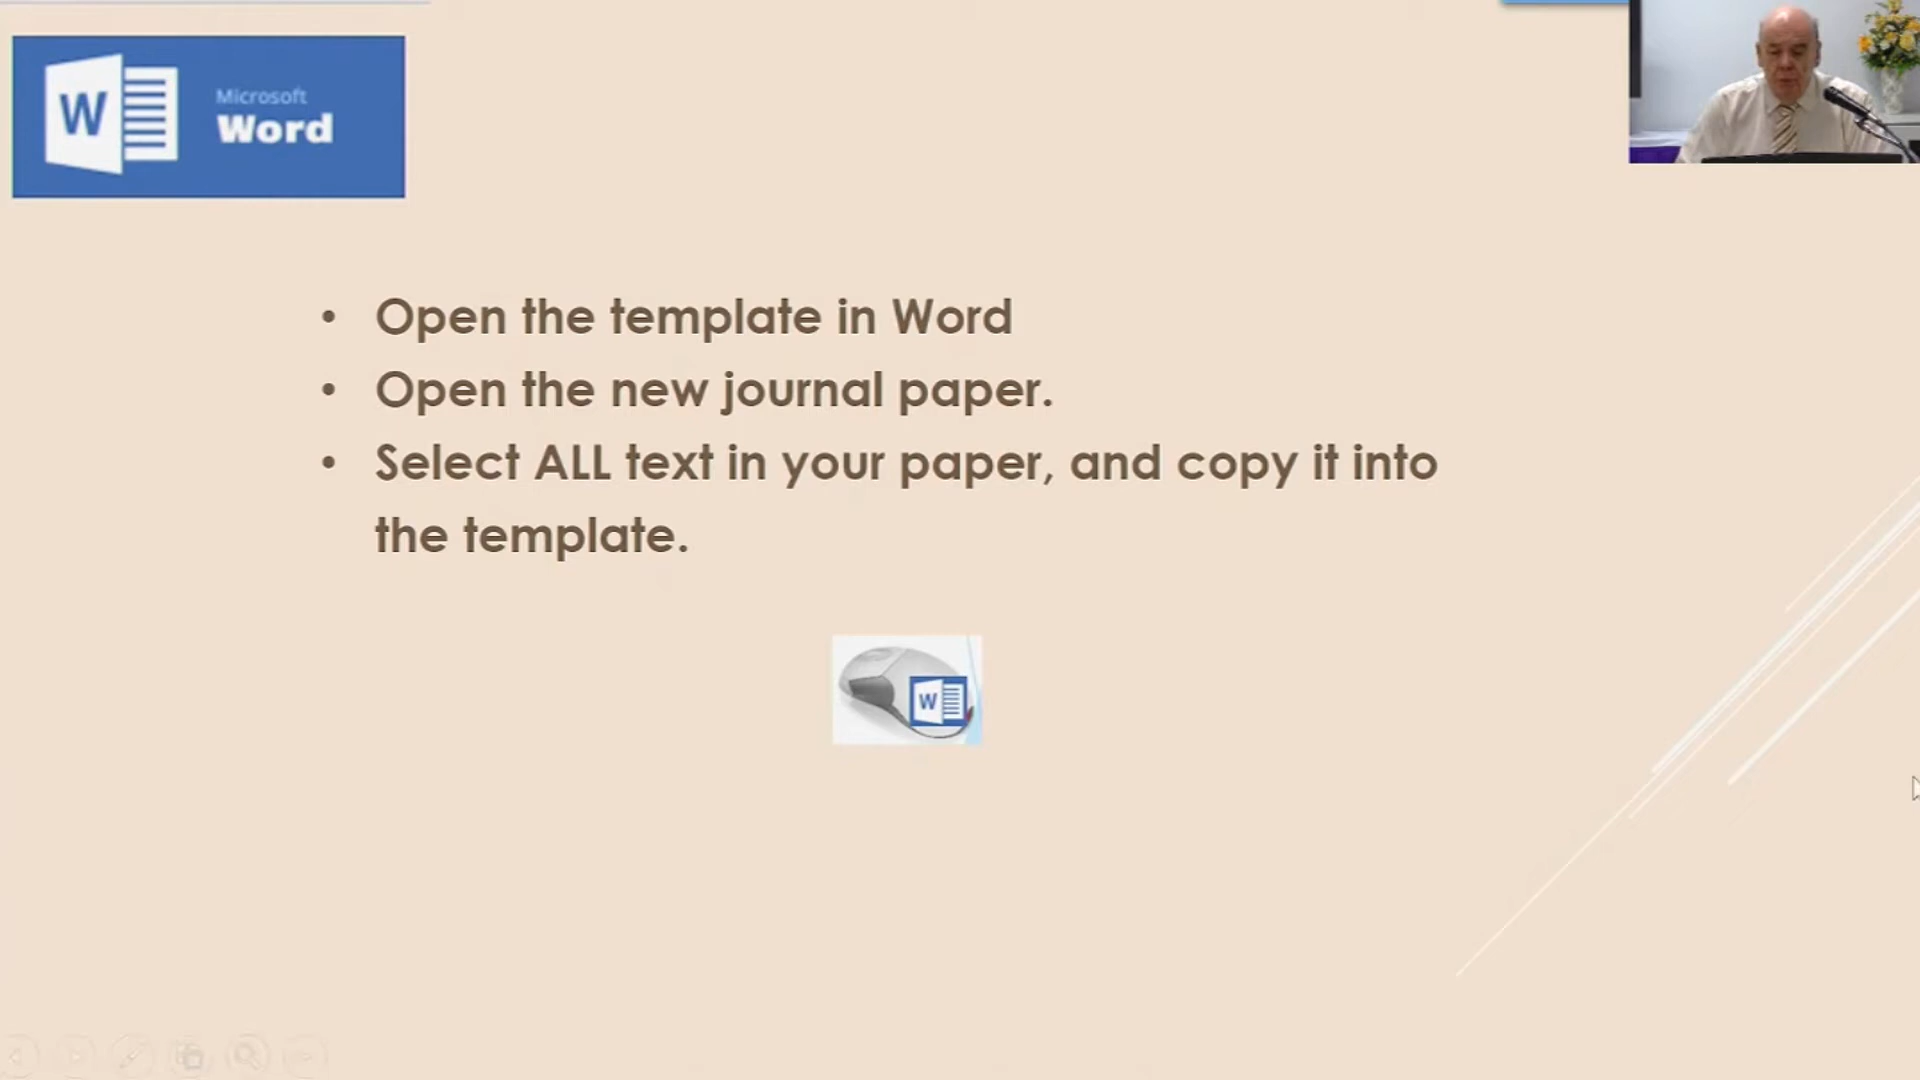 W
Microsoft
Word
• Open the template in Word
• Open the new journal paper.
• Select ALL text in your paper, and copy it into
the template.
W